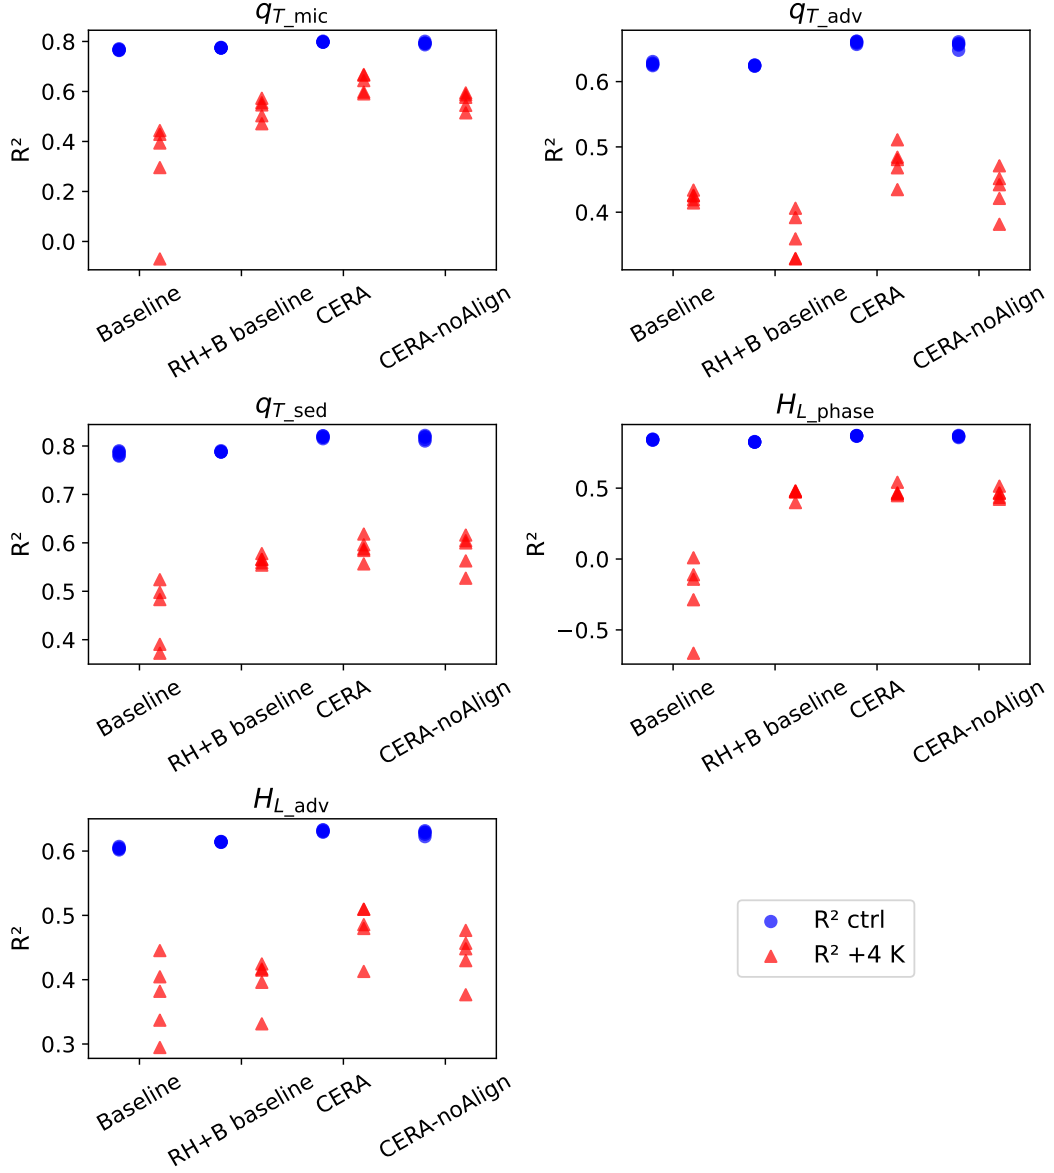 q_T_mic
R²
0.8
0.6
0.4
0.2
0.0
Baseline
RH+B baseline
CERA
CERA-noAlign
q_T_adv
R²
0.6
0.5
0.4
Baseline
RH+B baseline
CERA
CERA-noAlign
q_T_sed
R²
0.8
0.7
0.6
0.5
0.4
Baseline
RH+B baseline
CERA
CERA-noAlign
H_L_phase
R²
0.5
0.0
−0.5
Baseline
RH+B baseline
CERA
CERA-noAlign
H_L_adv
R²
0.6
0.5
0.4
0.3
Baseline
RH+B baseline
CERA
CERA-noAlign
R² ctrl
R² +4 K